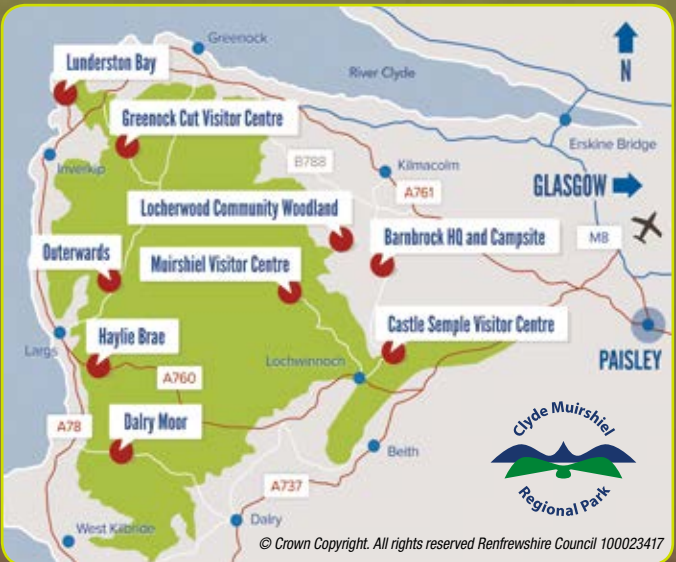 Greenock
Lunderston Bay
River Clyde
N
Greenock Cut Visitor Centre
Erskine Bridge
B788
Inverkip
Kilmacolm
GLASGOW
A761
Locherwood Community Woodland
Barnbrock HQ and Campsite
M8
Outerwards
Muirshiel Visitor Centre
Castle Semple Visitor Centre
Haylie Brae
Largs
Lochwinnoch
PAISLEY
A760
Dalry Moor
A78
Clyde Muirshiel
Regional Park
Beith
A737
Dalry
West Kilbride
© Crown Copyright. All rights reserved Renfrewshire Council 100023417